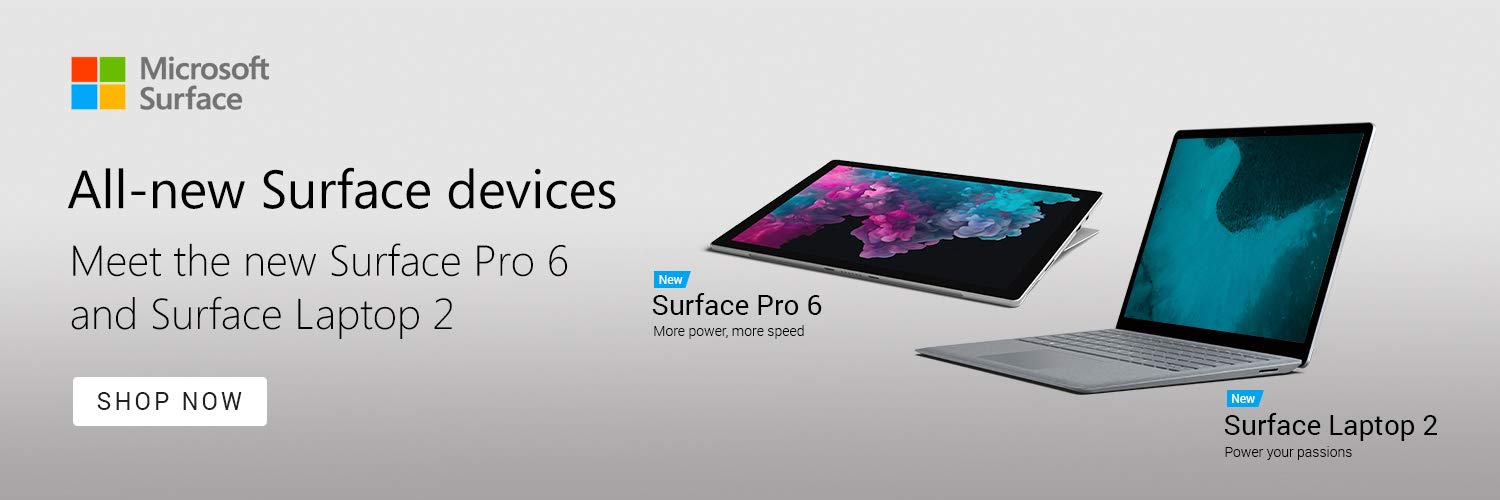 Microsoft
Surface
All-new Surface devices
Meet the new Surface Pro 6
and Surface Laptop 2
SHOP NOW
New
Surface Pro 6
More power, more speed
New
Surface Laptop 2
Power your passions